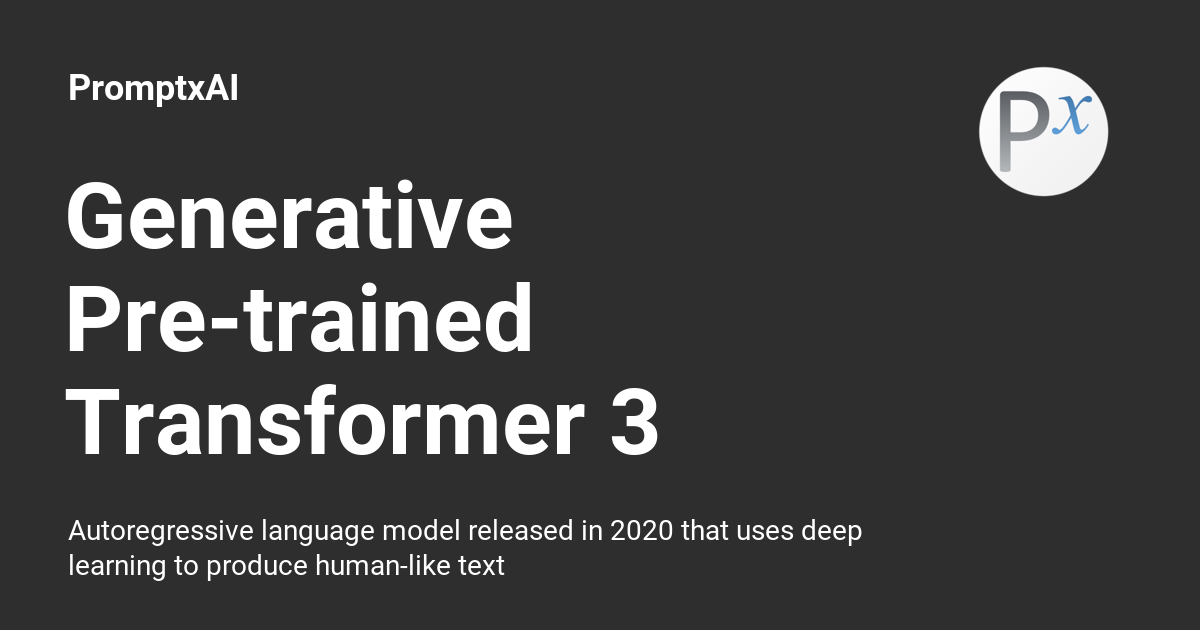 PromptxAI
Px
Generative
Pre-trained
Transformer 3
Autoregressive language model released in 2020 that uses deep
learning to produce human-like text